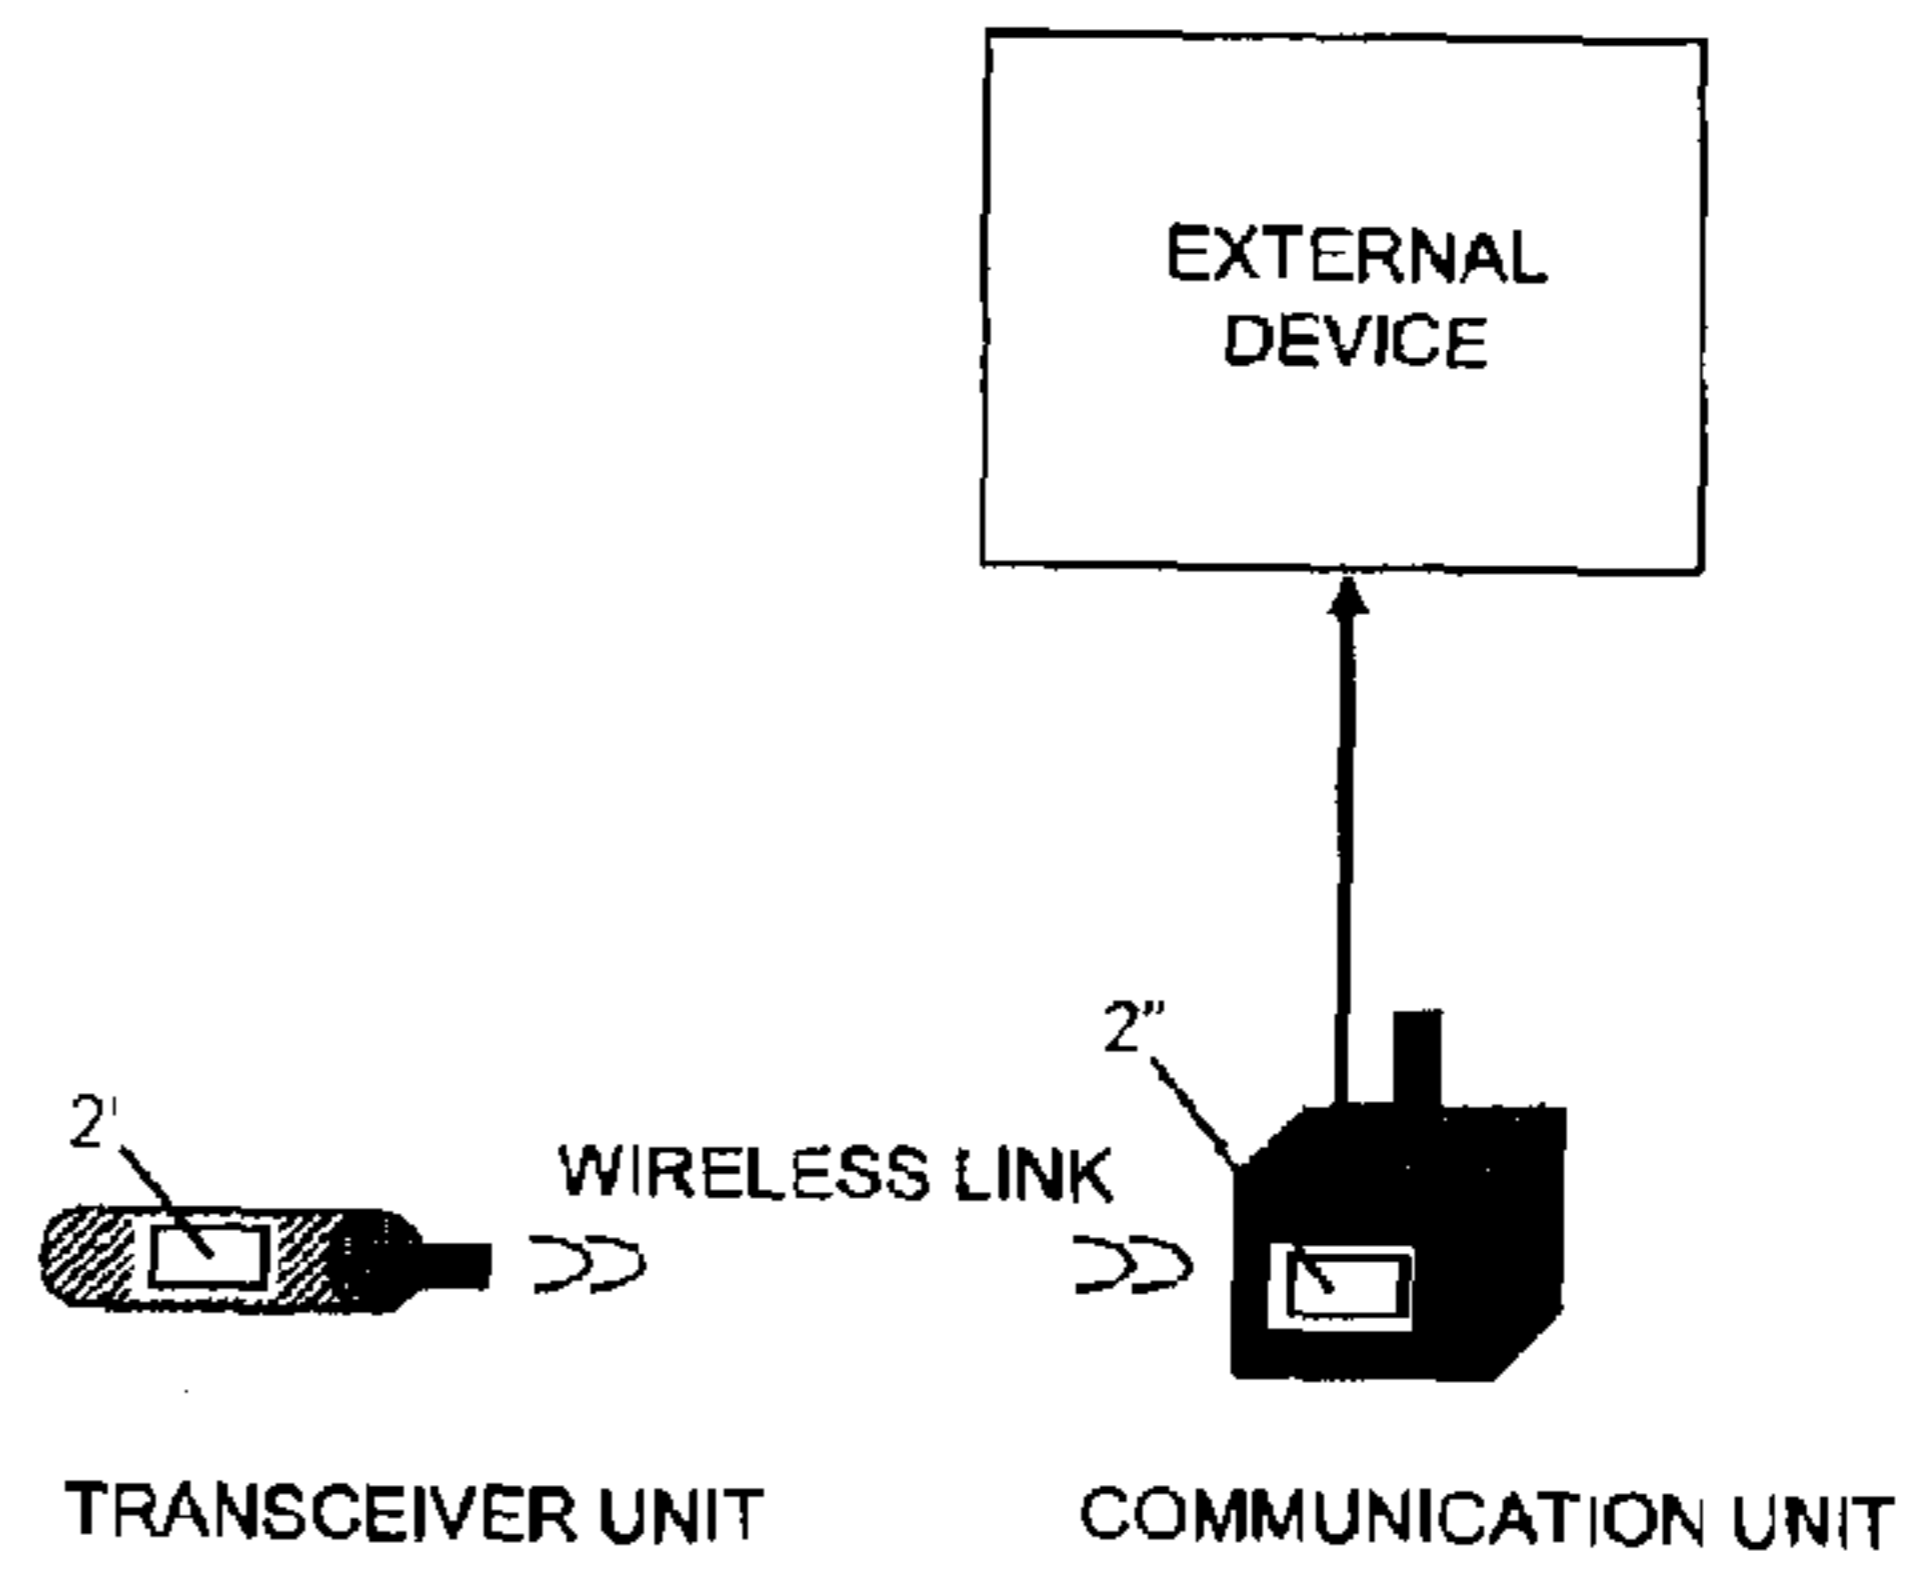 EXTERNAL
DEVICE
2"
2'
WIRELESS LINK
TRANSCEIVER UNIT
COMMUNICATION UNIT